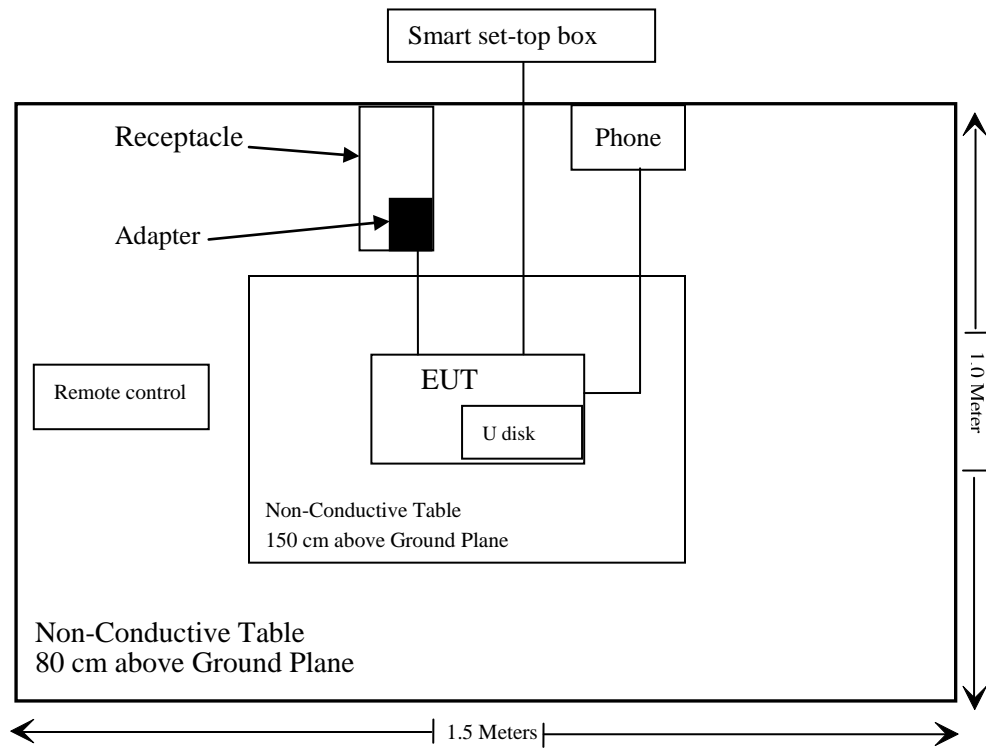 Smart set-top box
Receptacle
Phone
Adapter
EUT
Remote control
U disk
1.0 Meter
Non-Conductive Table
150 cm above Ground Plane
Non-Conductive Table
80 cm above Ground Plane
1.5 Meters